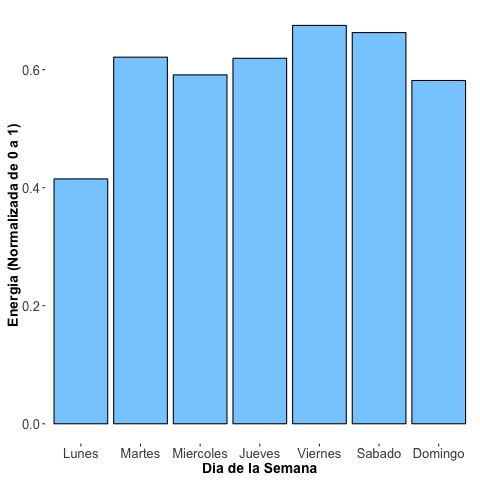 Energia (Normalizada de 0 a 1)
0.6
0.4
0.2
0.0
Lunes Martes Miercoles Jueves Viernes Sabado Domingo
Dia de la Semana